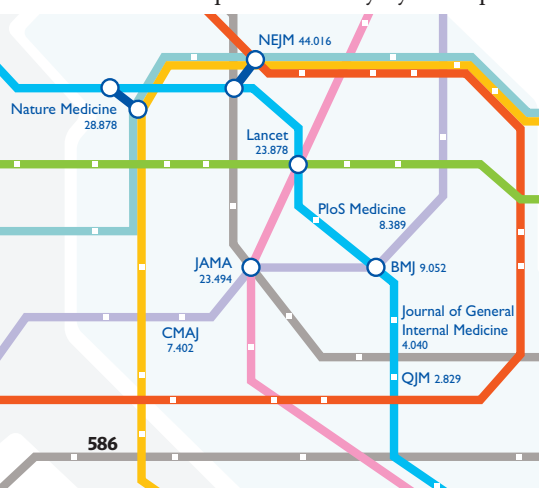 NEJM 44.016
Nature Medicine
28.878
Lancet
23.878
PloS Medicine
8.389
JAMA
23.494
BMJ 9.052
CMAJ
7.402
Journal of General
Internal Medicine
4.040
QJM 2.829
586